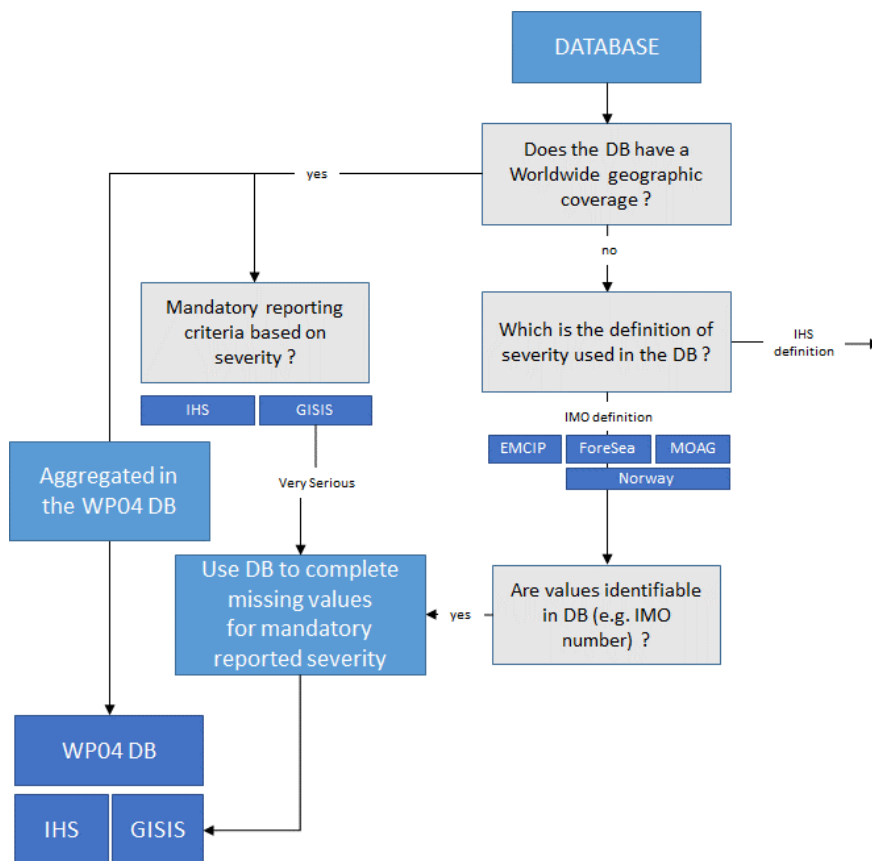 DATABASE
Does the DB have a
Worldwide geographic
coverage ?
yes
no
Mandatory reporting
criteria based on
severity ?
Which is the definition of
severity used in the DB ?
IHS
definition
IHS
GISIS
IMO definition
EMCIP
ForeSea
MOAG
Norway
Aggregated in
the WP04 DB
Very Serious
Use DB to complete
missing values
for mandatory
reported severity
yes
Are values identifiable
in DB (e.g. IMO
number) ?
WP04 DB
IHS
GISIS